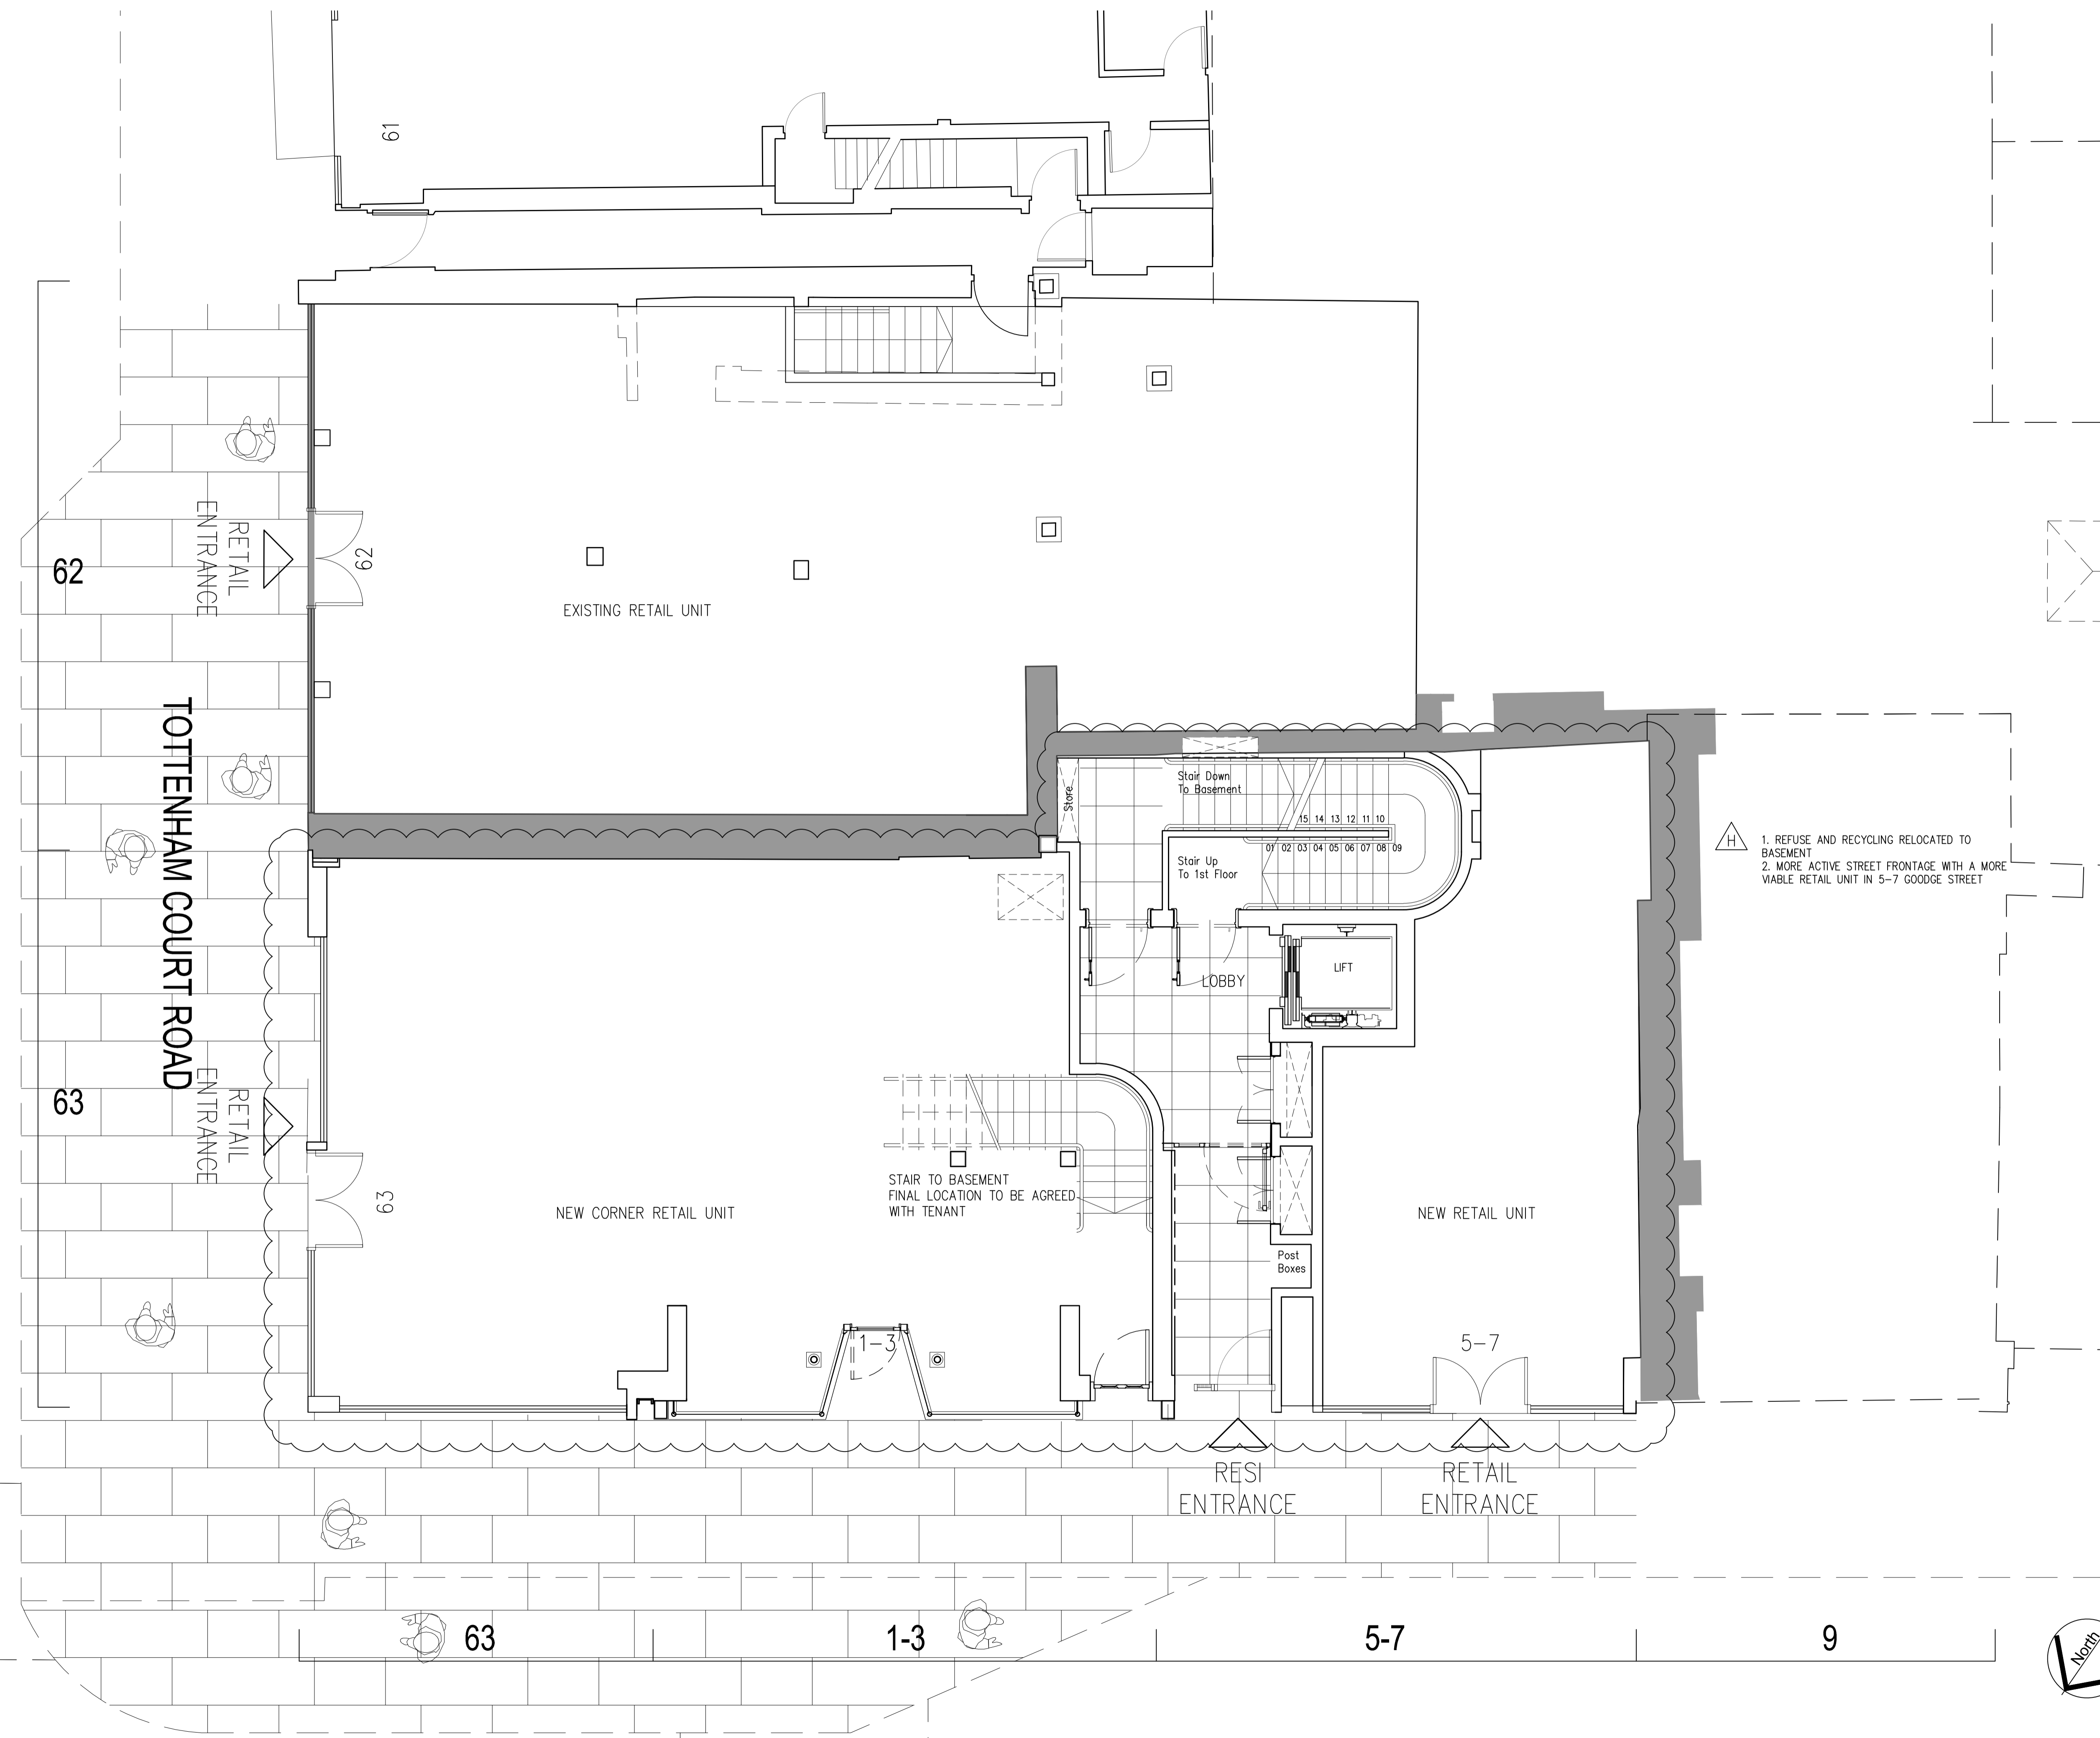 61
62
RETAIL
ENTRANCE
62
EXISTING RETAIL UNIT
TOTTENHAM COURT ROAD
Store
Stair Down
To Basement
15 14 13 12 11 10
01 02 03 04 05 06 07 08 09
Stair Up
To 1st Floor
H
1. REFUSE AND RECYCLING RELOCATED TO
BASEMENT
2. MORE ACTIVE STREET FRONTAGE WITH A MORE
VIABLE RETAIL UNIT IN 5-7 GOODGE STREET
LOBBY
LIFT
63
RETAIL
ENTRANCE
63
STAIR TO BASEMENT
FINAL LOCATION TO BE AGREED
WITH TENANT
NEW CORNER RETAIL UNIT
NEW RETAIL UNIT
Post
Boxes
1-3
5-7
RESI
ENTRANCE
RETAIL
ENTRANCE
63
1-3
5-7
9
North